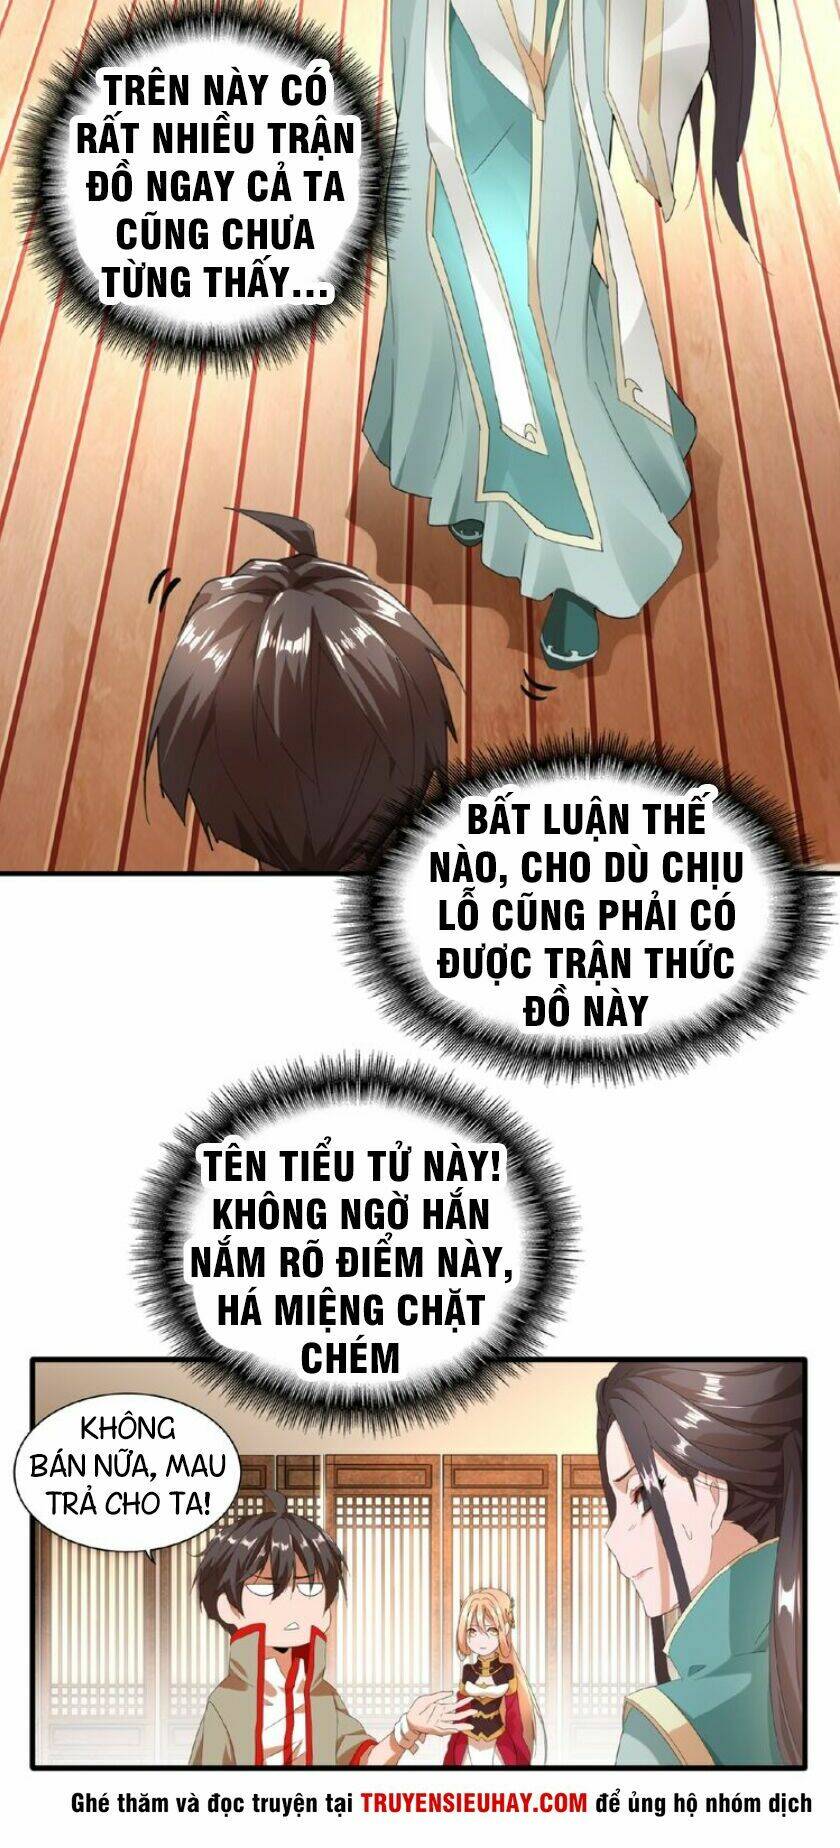 TRÊN NÀY CÓ
RẤT NHIỀU TRẬN
ĐỒ NGAY CẢ TA
CŨNG CHƯA
TỪNG THẤY...
BẤT LUẬN THẾ
NÀO, CHO DÙ CHỊU
LỖ CŨNG PHẢI CÓ
ĐƯỢC TRẬN THỨC
ĐỒ NÀY
TÊN TIỂU TỬ NÀY!
KHÔNG NGỜ HẮN
NẮM RÕ ĐIỂM NÀY,
HÁ MIỆNG CHẶT
CHÉM
KHÔNG
BÁN NỮA, MAU
TRẢ CHO TA!
Ghé thăm và đọc truyện tại TRUYENSIEUHAY.COM để ủng hộ nhóm dịch